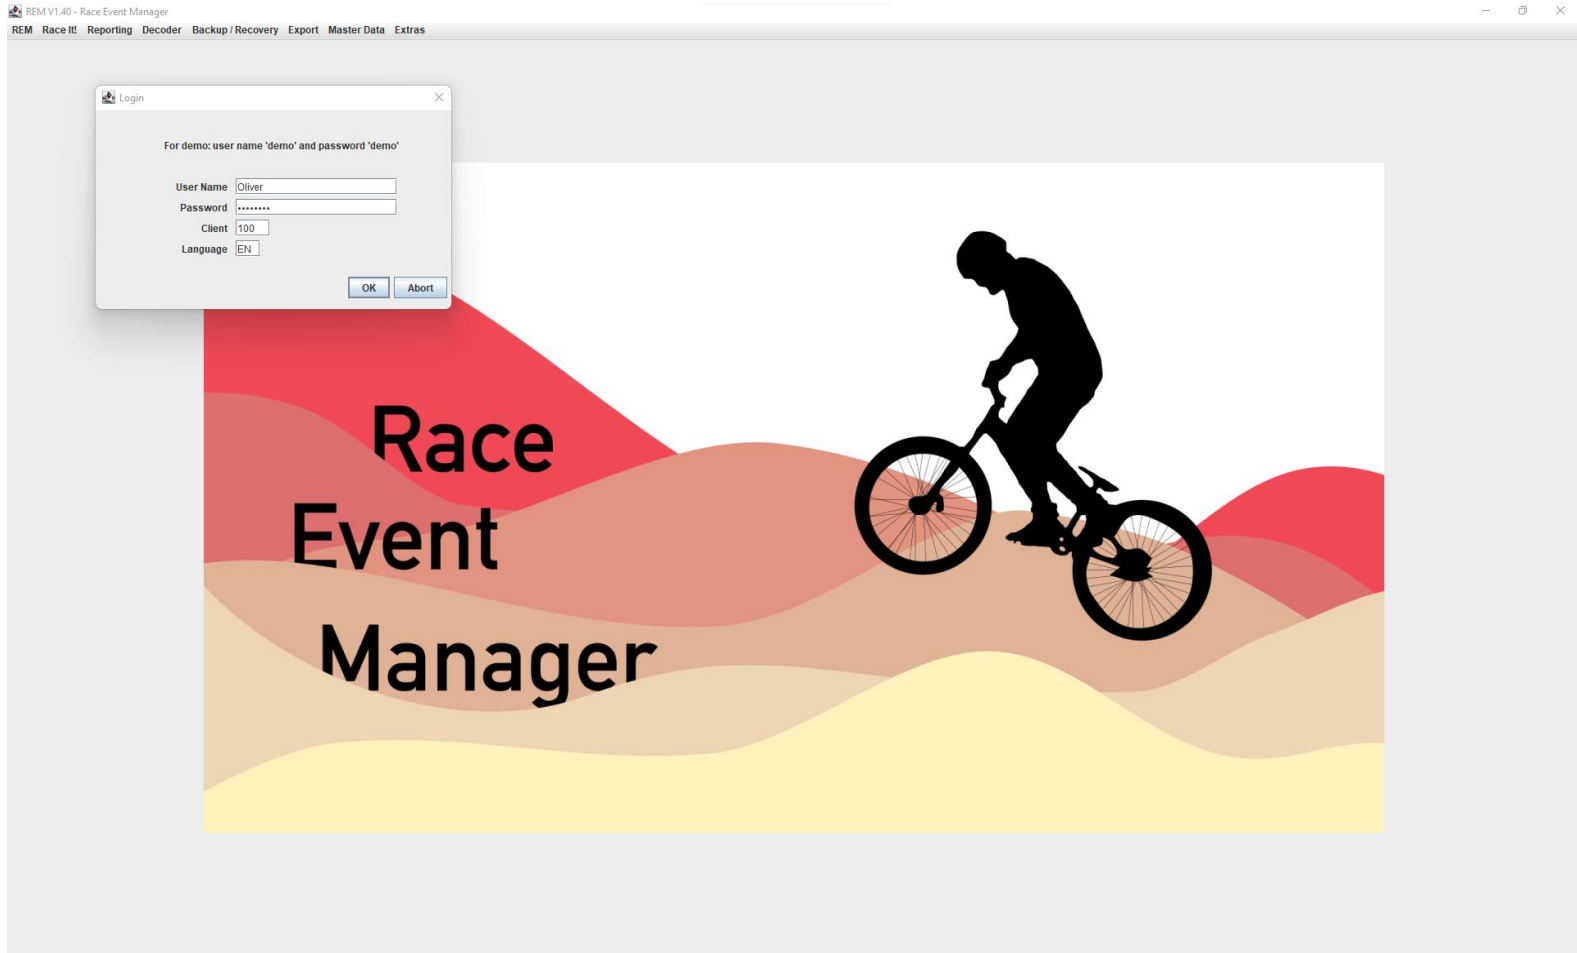 REM V1.40 - Race Event Manager
REM Race It! Reporting Decoder Backup / Recovery Export Master Data Extras
Login
For demo: user name 'demo' and password 'demo'
User Name Oliver
Password ••••••••
Client 100
Language EN
OK Abort
Race
Event
Manager